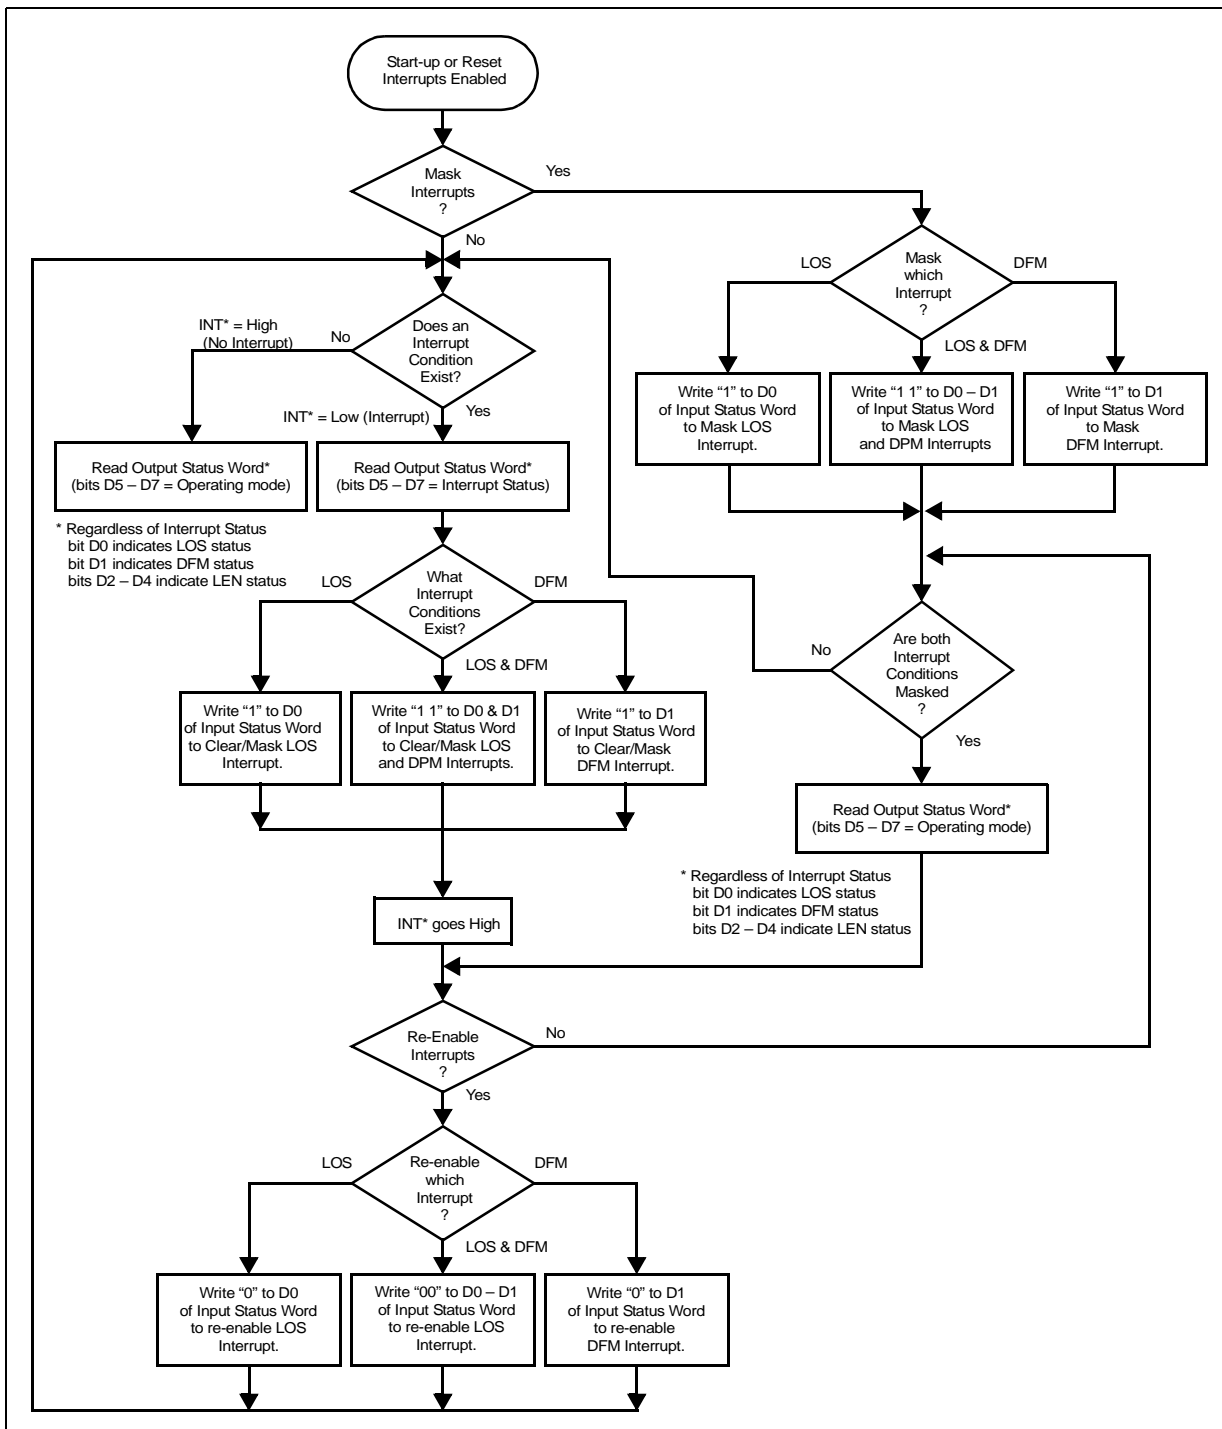 Start-up or Reset
Interrupts Enabled
Mask
Interrupts
?
Yes
No
Mask
which
Interrupt
?
LOS
DFM
LOS & DFM
Write “1” to D0
of Input Status Word
to Mask LOS
Interrupt.
Write “1 1” to D0 – D1
of Input Status Word
to Mask LOS
and DPM Interrupts
Write “1” to D1
of Input Status Word
to Mask
DFM Interrupt.
Does an
Interrupt
Condition
Exist?
INT* = High
(No Interrupt)
No
Yes
INT* = Low (Interrupt)
Read Output Status Word*
(bits D5 – D7 = Operating mode)
Read Output Status Word*
(bits D5 – D7 = Interrupt Status)
* Regardless of Interrupt Status
bit D0 indicates LOS status
bit D1 indicates DFM status
bits D2 – D4 indicate LEN status
What
Interrupt
Conditions
Exist?
LOS
DFM
LOS & DFM
Write “1” to D0
of Input Status Word
to Clear/Mask LOS
Interrupt.
Write “1 1” to D0 & D1
of Input Status Word
to Clear/Mask LOS
and DPM Interrupts.
Write “1” to D1
of Input Status Word
to Clear/Mask
DFM Interrupt.
Are both
Interrupt
Conditions
Masked
?
No
Yes
Read Output Status Word*
(bits D5 – D7 = Operating mode)
* Regardless of Interrupt Status
bit D0 indicates LOS status
bit D1 indicates DFM status
bits D2 – D4 indicate LEN status
INT* goes High
Re-Enable
Interrupts
?
No
Yes
Re-enable
which
Interrupt
?
LOS
DFM
LOS & DFM
Write “0” to D0
of Input Status Word
to re-enable LOS
Interrupt.
Write “00” to D0 – D1
of Input Status Word
to re-enable LOS
Interrupt.
Write “0” to D1
of Input Status Word
to re-enable
DFM Interrupt.